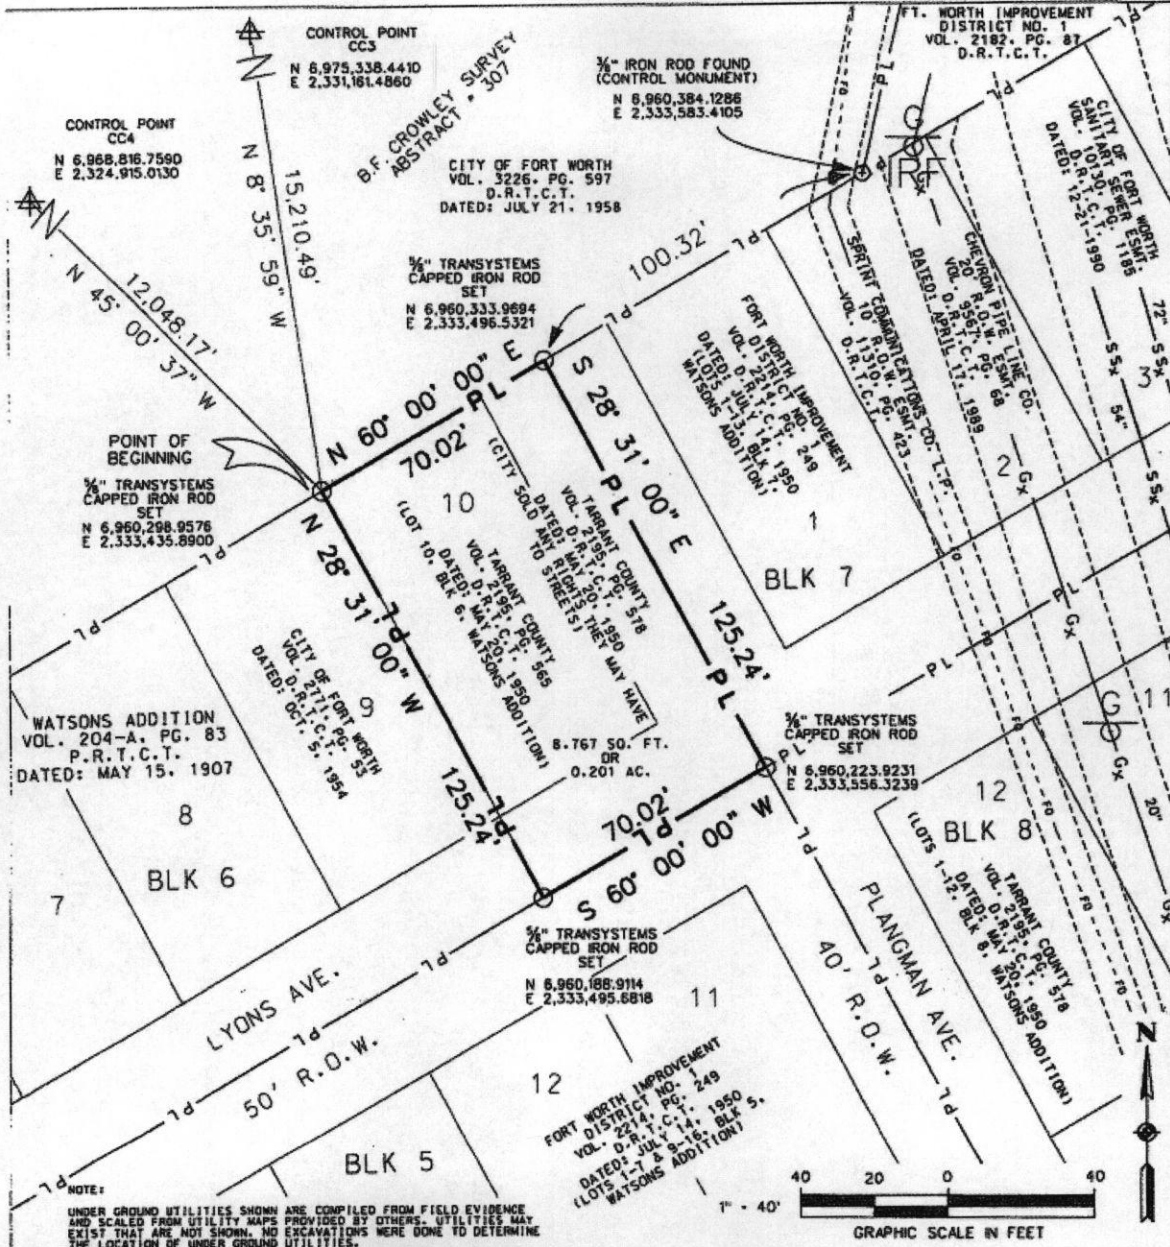 CONTROL POINT
CC3
N 6,975,338.4410
E 2,331,161.4860
B.F. CROWLEY SURVEY
ABSTRACT • 307
⅝" IRON ROD FOUND
(CONTROL MONUMENT)
N 6,960,384.1286
E 2,333,583.4105
FT. WORTH IMPROVEMENT
DISTRICT NO. 1
VOL. 2182, PG. 87
D.R.T.C.T.
CONTROL POINT
CC4
N 6,968,816.7590
E 2,324,915.0130
CITY OF FORT WORTH
VOL. 3226, PG. 597
D.R.T.C.T.
DATED: JULY 21, 1958
CITY OF FORT WORTH
SANITARY SEWER ESMT.
VOL. 10130, PG. 1185
D.R.T.C.T.
DATED: 12-21-1990
N 8° 35' 59" W
15,210.49'
N 45° 00' 37" W
12,048.17'
⅝" TRANSYSTEMS
CAPPED IRON ROD
SET
N 6,960,333.9694
E 2,333,496.5321
100.32'
SPRINT COMMUNICATIONS CO. L.P.
10' R.O.W. ESMT
VOL. 11310, PG. 423
D.R.T.C.T.
CHEVRON PIPE LINE CO.
20' R.O.W. ESMT
VOL. 9567, PG. 68
D.R.T.C.T.
DATED: APRIL 17, 1989
72"
S Sx
54"
3
2
Gx
G
RF
PL
FO
POINT OF
BEGINNING
⅝" TRANSYSTEMS
CAPPED IRON ROD
SET
N 6,960,298.9576
E 2,333,435.8900
N 60° 00' 00" E
70.02'
S 28° 31' 00" E
125.24'
FORT WORTH IMPROVEMENT
DISTRICT NO. 1
VOL. 2214, PG. 249
D.R.T.C.T.
DATED: JULY 14, 1950
(LOTS 1-13, BLK 7,
WATSONS ADDITION)
1
BLK 7
10
TARRANT COUNTY
VOL. 2195, PG. 565
D.R.T.C.T.
DATED: MAY 20, 1950
(LOT 10, BLK 6, WATSONS ADDITION)
TARRANT COUNTY
VOL. 2195, PG. 578
D.R.T.C.T.
DATED: MAY 20, 1950
(CITY SOLD ANY RIGHTS THEY MAY HAVE
TO STREETS)
N 28° 31' 00" W
125.24'
CITY OF FORT WORTH
VOL. 2771, PG. 53
D.R.T.C.T.
DATED: OCT. 5, 1954
9
WATSONS ADDITION
VOL. 204-A, PG. 83
P.R.T.C.T.
DATED: MAY 15, 1907
8
BLK 6
7
8,767 SQ. FT.
OR
0.201 AC.
70.02'
S 60° 00' 00" W
⅝" TRANSYSTEMS
CAPPED IRON ROD
SET
N 6,960,223.9231
E 2,333,556.3239
⅝" TRANSYSTEMS
CAPPED IRON ROD
SET
N 6,960,188.9114
E 2,333,495.6818
G
11
20"
12
BLK 8
TARRANT COUNTY
VOL. 2195, PG. 578
D.R.T.C.T.
DATED: MAY 20, 1950
(LOTS 1-12, BLK 8, WATSONS ADDITION)
PLANGMAN AVE.
40' R.O.W.
LYONS AVE.
50' R.O.W.
11
12
BLK 5
FORT WORTH IMPROVEMENT
DISTRICT NO. 1
VOL. 2214, PG. 249
D.R.T.C.T.
DATED: JULY 14, 1950
(LOTS 1-7 & 9-16, BLK 5,
WATSONS ADDITION)
N
NOTE:
UNDER GROUND UTILITIES SHOWN ARE COMPILED FROM FIELD EVIDENCE
AND SCALED FROM UTILITY MAPS PROVIDED BY OTHERS. UTILITIES MAY
EXIST THAT ARE NOT SHOWN. NO EXCAVATIONS WERE DONE TO DETERMINE
THE LOCATION OF UNDER GROUND UTILITIES.
1" - 40'
40 20 0 40
GRAPHIC SCALE IN FEET